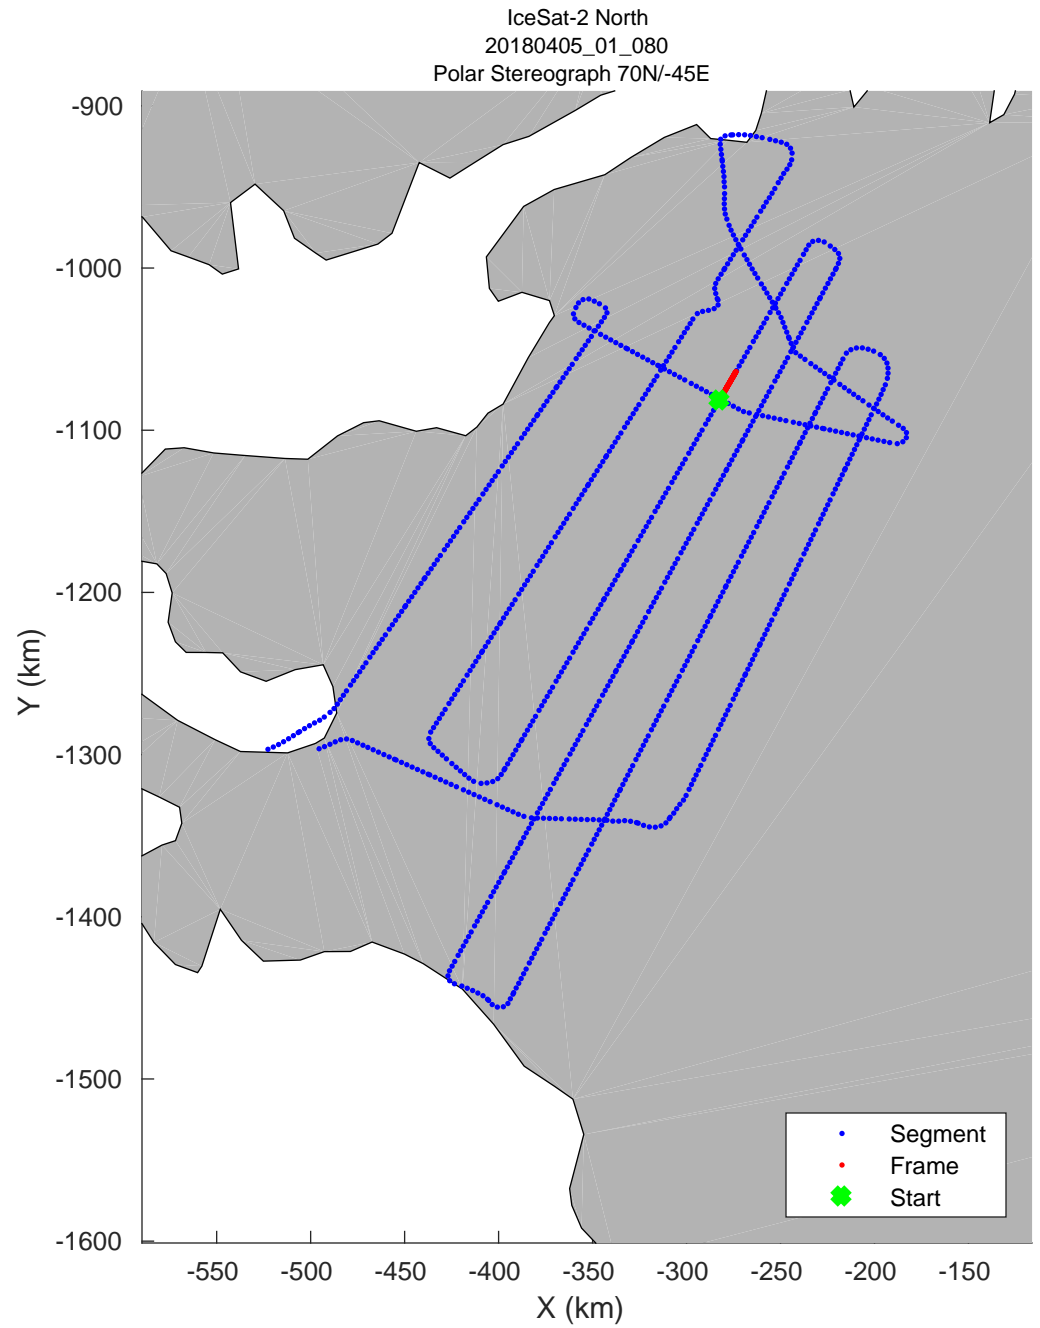 IceSat-2 North
20180405_01_080
Polar Stereograph 70N/-45E
-900
-1000
-1100
-1200
-1300
-1400
-1500
-1600
Y (km)
-550 -500 -450 -400 -350 -300 -250 -200 -150
X (km)
Segment
Frame
Start